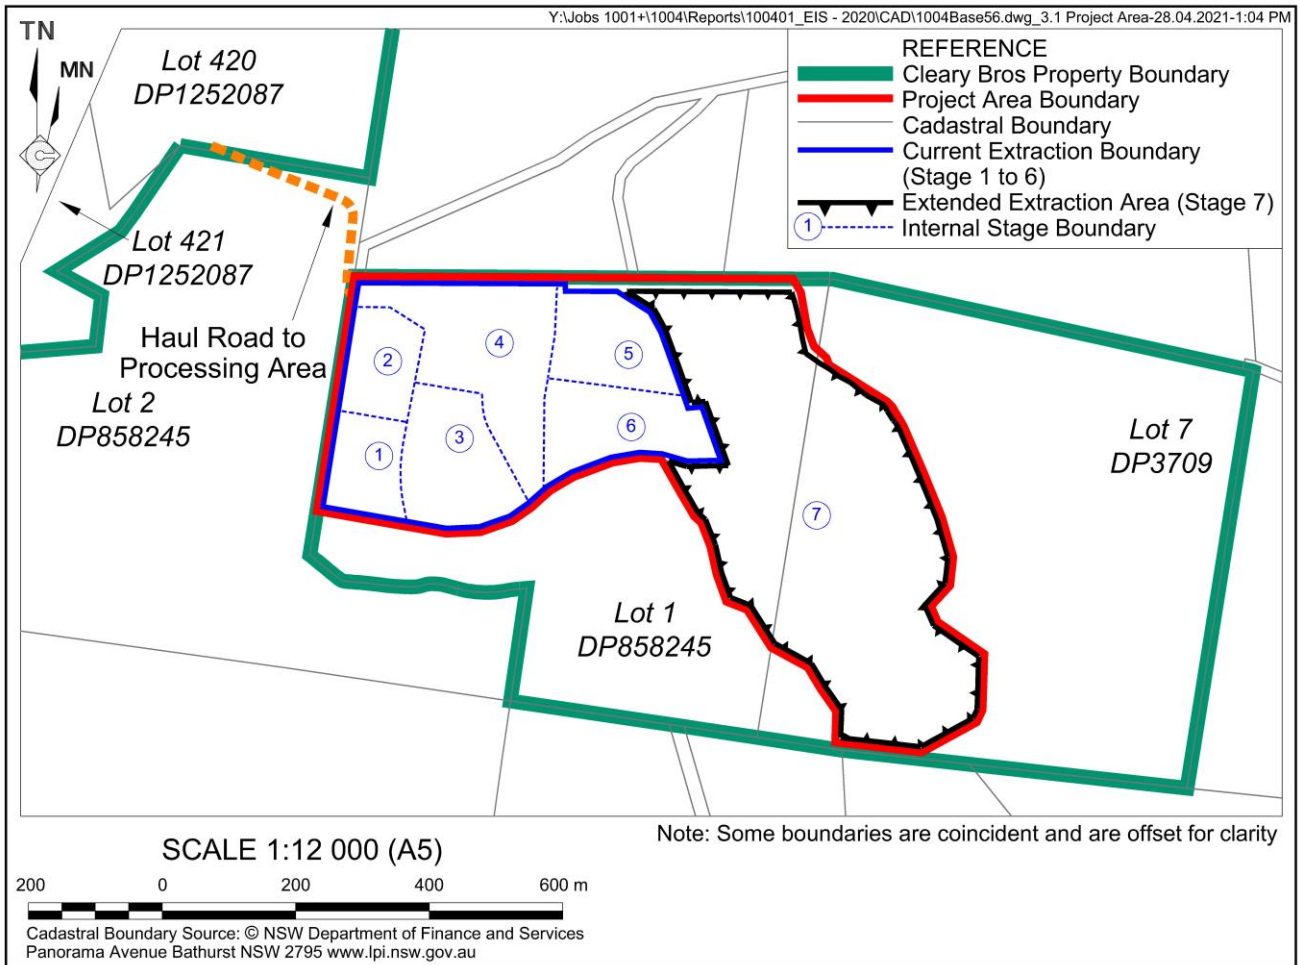 Y:\Jobs 1001+\1004\Reports\100401_EIS - 2020\CAD\1004Base56.dwg_3.1 Project Area-28.04.2021-1:04 PM
TN
MN
Lot 420
DP1252087
REFERENCE
Cleary Bros Property Boundary
Project Area Boundary
Cadastral Boundary
Current Extraction Boundary
(Stage 1 to 6)
Extended Extraction Area (Stage 7)
1 Internal Stage Boundary
Lot 421
DP1252087
Haul Road to
Processing Area
Lot 2
DP858245
2
4
5
1
3
6
7
Lot 7
DP3709
Lot 1
DP858245
Note: Some boundaries are coincident and are offset for clarity
SCALE 1:12 000 (A5)
200 0 200 400 600 m
Cadastral Boundary Source: © NSW Department of Finance and Services
Panorama Avenue Bathurst NSW 2795 www.lpi.nsw.gov.au